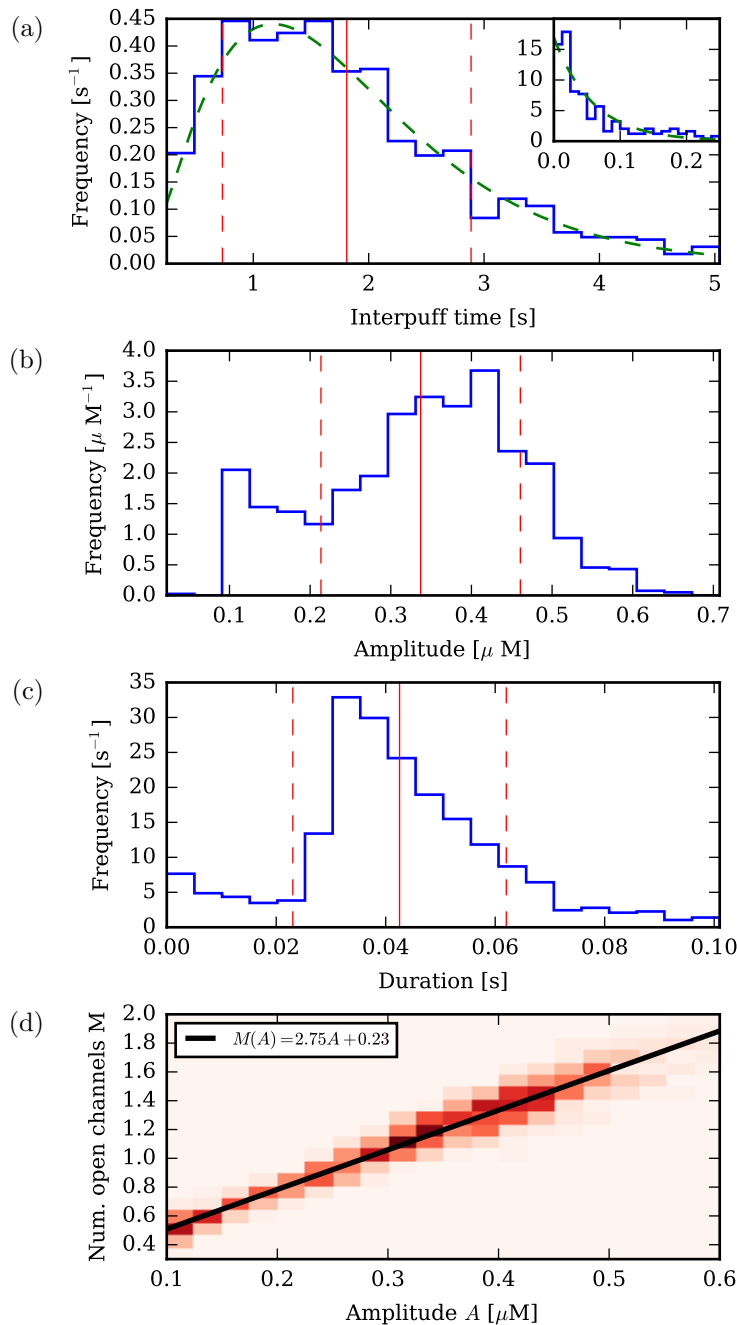 (a)
Frequency [s⁻¹]
0.45
0.40
0.35
0.30
0.25
0.20
0.15
0.10
0.05
0.00
15
10
5
0
0.0 0.1 0.2
1 2 3 4 5
Interpuff time [s]
(b)
Frequency [μ M⁻¹]
4.0
3.5
3.0
2.5
2.0
1.5
1.0
0.5
0.0
0.1 0.2 0.3 0.4 0.5 0.6 0.7
Amplitude [μ M]
(c)
Frequency [s⁻¹]
35
30
25
20
15
10
5
0
0.00 0.02 0.04 0.06 0.08 0.10
Duration [s]
(d)
Num. open channels M
2.0
1.8
1.6
1.4
1.2
1.0
0.8
0.6
0.4
M(A)=2.75A+0.23
0.1 0.2 0.3 0.4 0.5 0.6
Amplitude A [μM]